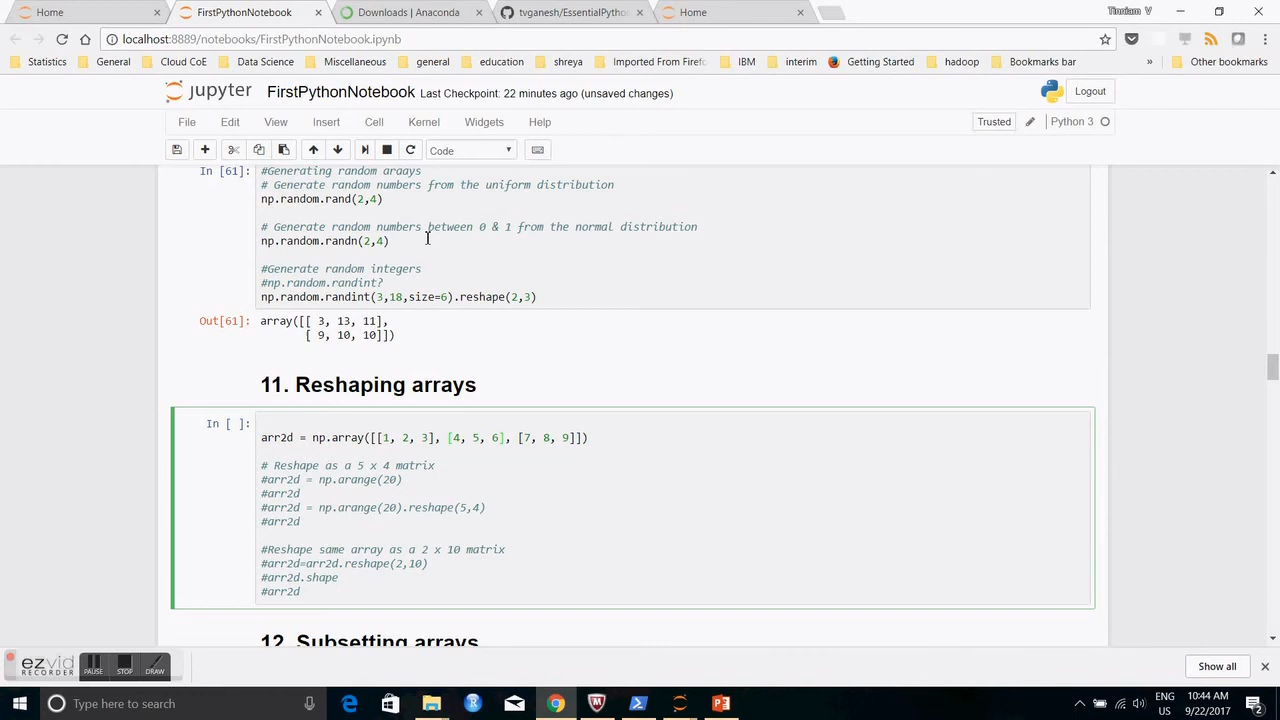 Home
FirstPythonNotebook
Downloads | Anaconda
tvganesh/EssentialPython
Home
Tinniam V
localhost:8889/notebooks/FirstPythonNotebook.ipynb
Statistics General Cloud CoE Data Science Miscellaneous general education shreya Imported From Firefo IBM interim Getting Started hadoop Bookmarks bar » Other bookmarks
jupyter FirstPythonNotebook Last Checkpoint: 22 minutes ago (unsaved changes) Logout
File Edit View Insert Cell Kernel Widgets Help Trusted Python 3
Code
In [61]: #Generating random araays
# Generate random numbers from the uniform distribution
np.random.rand(2,4)
# Generate random numbers between 0 & 1 from the normal distribution
np.random.randn(2,4)
#Generate random integers
#np.random.randint?
np.random.randint(3,18,size=6).reshape(2,3)
Out[61]: array([[ 3, 13, 11],
[ 9, 10, 10]])
11. Reshaping arrays
In [ ]:
arr2d = np.array([[1, 2, 3], [4, 5, 6], [7, 8, 9]])
# Reshape as a 5 x 4 matrix
#arr2d = np.arange(20)
#arr2d
#arr2d = np.arange(20).reshape(5,4)
#arr2d
#Reshape same array as a 2 x 10 matrix
#arr2d=arr2d.reshape(2,10)
#arr2d.shape
#arr2d
12. Subsetting arrays
ezvid
RECORDER
PAUSE STOP DRAW
Show all
Type here to search
ENG
US
10:44 AM
9/22/2017